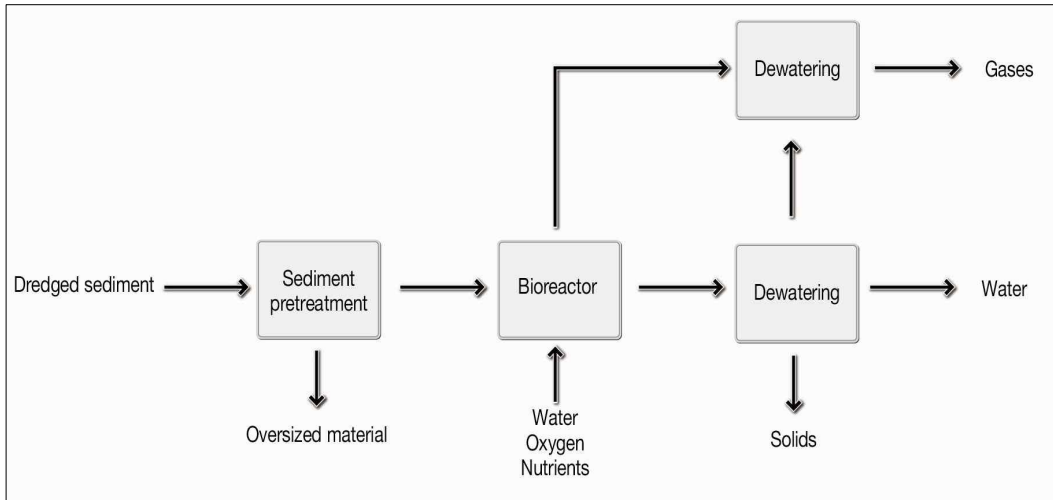 Dewatering
Gases
Dredged sediment
Sediment
pretreatment
Bioreactor
Dewatering
Water
Oversized material
Water
Oxygen
Nutrients
Solids